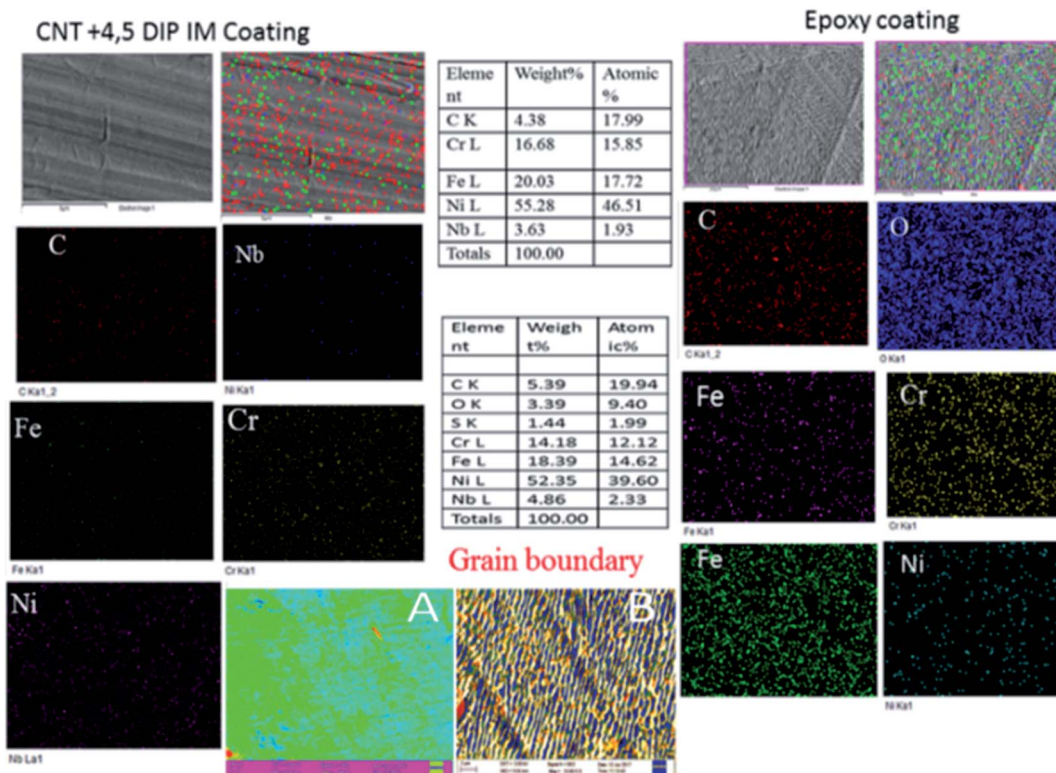 CNT +4,5 DIP IM Coating
Epoxy coating
Eleme
nt
Weight%
Atomic
%
C K 4.38 17.99
Cr L 16.68 15.85
Fe L 20.03 17.72
Ni L 55.28 46.51
Nb L 3.63 1.93
Totals 100.00
C
Nb
C Ka1_2
Ni Ka1
Fe
Cr
Fe Ka1
Cr Ka1
Ni
Nb La1
Eleme
nt
Weigh
t%
Atom
ic%
C K 5.39 19.94
O K 3.39 9.40
S K 1.44 1.99
Cr L 14.18 12.12
Fe L 18.39 14.62
Ni L 52.35 39.60
Nb L 4.86 2.33
Totals 100.00
Grain boundary
A
B
C
O
C Ka1_2
O Ka1
Fe
Cr
Fe Ka1
Cr Ka1
Fe
Ni
Ni Ka1